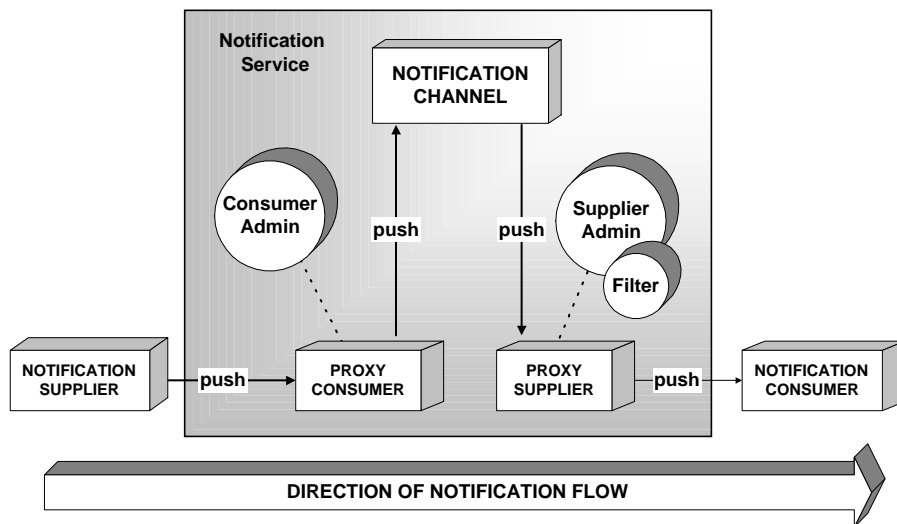 Notification
Service
NOTIFICATION
CHANNEL
Consumer
Admin
push
push
Supplier
Admin
Filter
NOTIFICATION
SUPPLIER
push
PROXY
CONSUMER
PROXY
SUPPLIER
push
NOTIFICATION
CONSUMER
DIRECTION OF NOTIFICATION FLOW